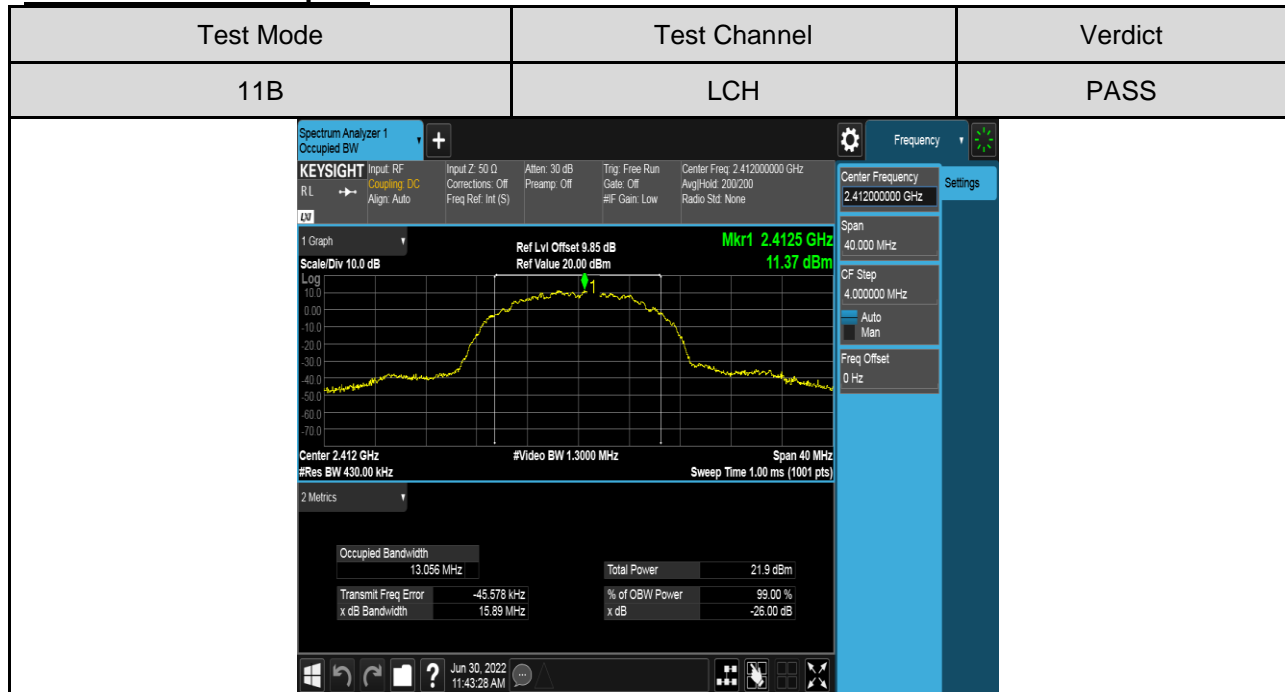 Test Mode Test Channel Verdict
11B LCH PASS
Spectrum Analyzer 1
Occupied BW
+
Frequency
KEYSIGHT Input: RF Input Z: 50 Ω Atten: 30 dB Trig: Free Run Center Freq: 2.412000000 GHz
RL Coupling: DC Corrections: Off Preamp: Off Gate: Off Avg|Hold: 200/200
Align: Auto Freq Ref: Int (S) #IF Gain: Low Radio Std: None
LXI
Center Frequency
2.412000000 GHz
Settings
Span
40.000 MHz
CF Step
4.000000 MHz
Auto
Man
Freq Offset
0 Hz
1 Graph Ref Lvl Offset 9.85 dB Mkr1 2.4125 GHz
Scale/Div 10.0 dB Ref Value 20.00 dBm 11.37 dBm
Log
1
10.0
0.00
-10.0
-20.0
-30.0
-40.0
-50.0
-60.0
-70.0
Center 2.412 GHz #Video BW 1.3000 MHz Span 40 MHz
#Res BW 430.00 kHz Sweep Time 1.00 ms (1001 pts)
2 Metrics
Occupied Bandwidth
13.056 MHz Total Power 21.9 dBm
Transmit Freq Error -45.578 kHz % of OBW Power 99.00 %
x dB Bandwidth 15.89 MHz x dB -26.00 dB
? Jun 30, 2022
11:43:28 AM